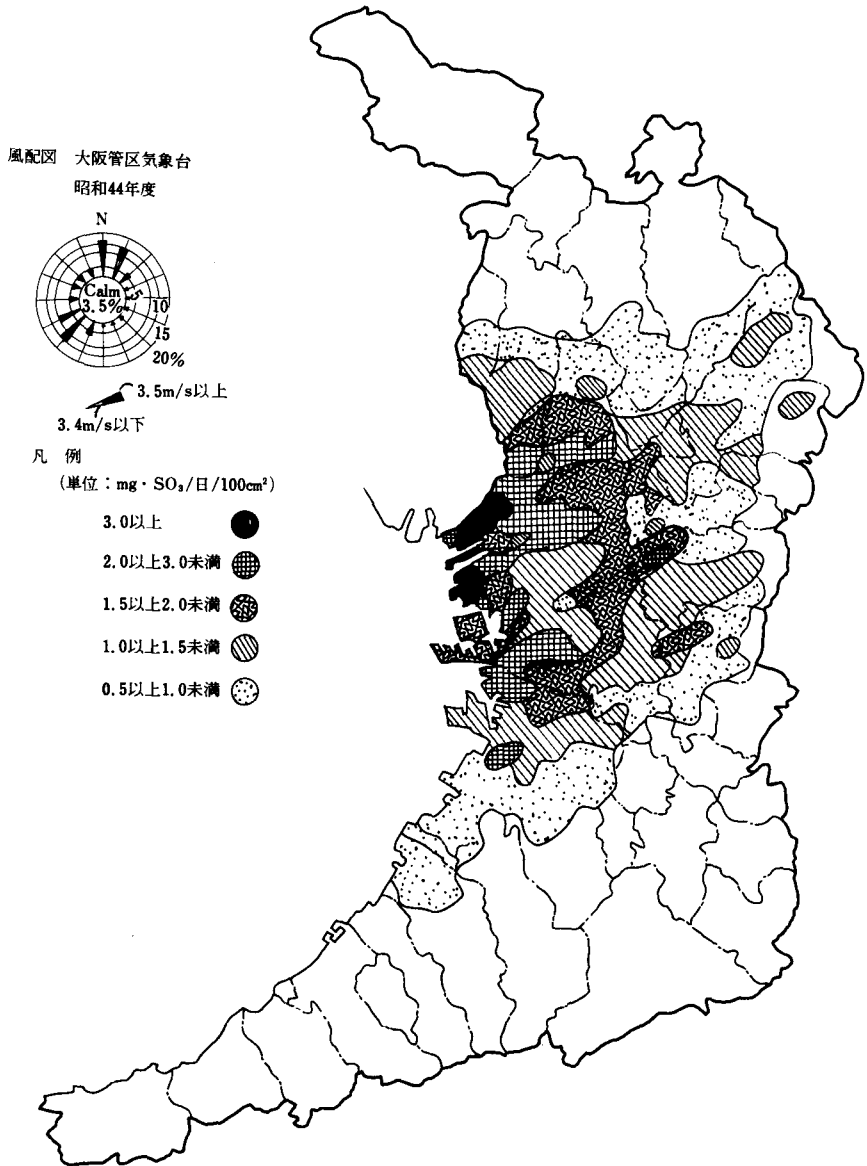 風配図 大阪管区気象台
昭和44年度
N
Calm
3.5%
5
10
15
20%
3.5m/s以上
3.4m/s以下
凡 例
(単位：mg・SO₃/日/100cm²)
3.0以上
2.0以上3.0未満
1.5以上2.0未満
1.0以上1.5未満
0.5以上1.0未満